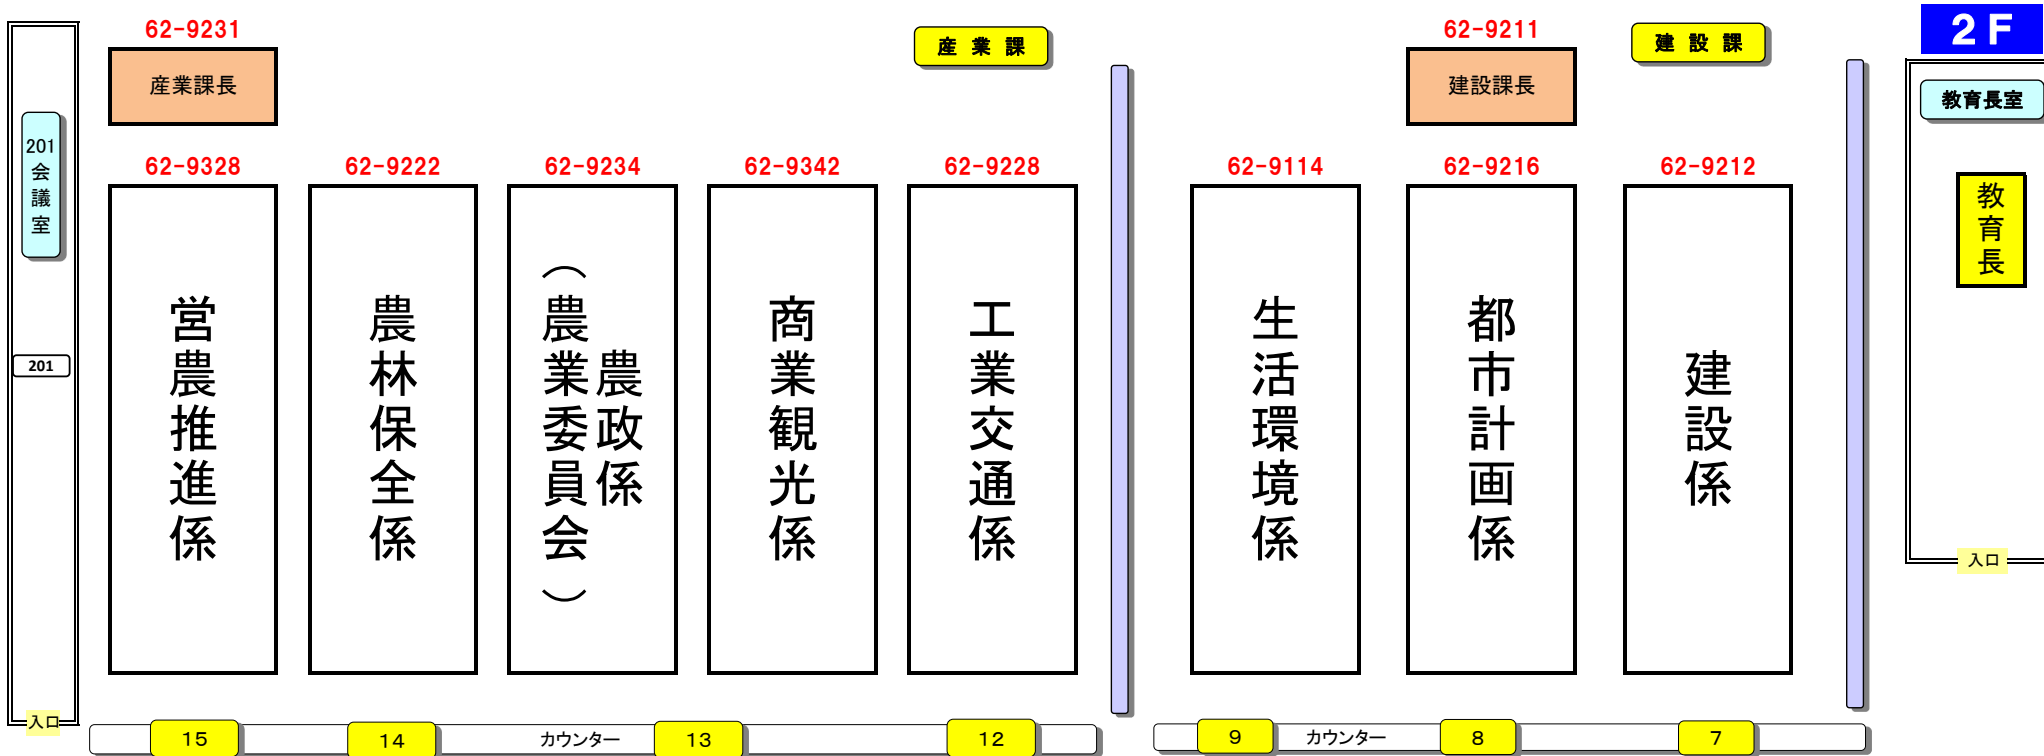 62-9231
産業課長
産業課
62-9211
建設課長
建設課
2F
教育長室
教育長
入口
201会議室
201
入口
62-9328
営農推進係
62-9222
農林保全係
62-9234
農政係
（農業委員会）
62-9342
商業観光係
62-9228
工業交通係
62-9114
生活環境係
62-9216
都市計画係
62-9212
建設係
15
14
カウンター
13
12
9
カウンター
8
7